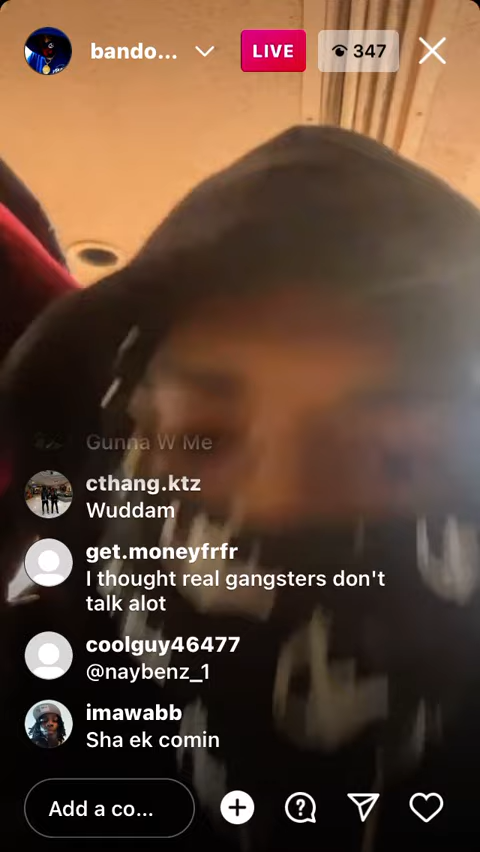 bando...
LIVE
347
Gunna W Me
cthang.ktz
Wuddam
get.moneyfrfr
I thought real gangsters don't
talk alot
coolguy46477
@naybenz_1
imawabb
Sha ek comin
Add a co...